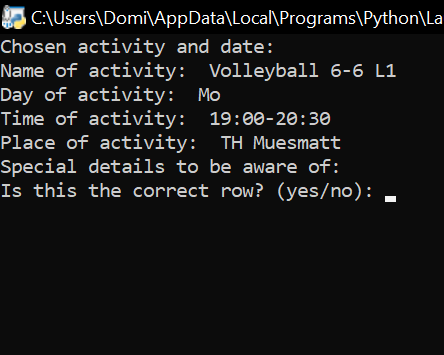 C:\Users\Domi\AppData\Local\Programs\Python\La
Chosen activity and date:
Name of activity:  Volleyball 6-6 L1
Day of activity:  Mo
Time of activity:  19:00-20:30
Place of activity:  TH Muesmatt
Special details to be aware of:
Is this the correct row? (yes/no):